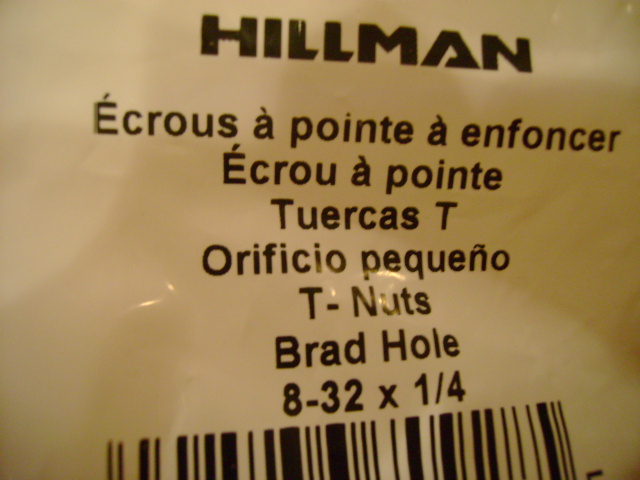 HILLMAN
Écrous à pointe à enfoncer
Écrou à pointe
Tuercas T
Orificio pequeño
T- Nuts
Brad Hole
8-32 x 1/4